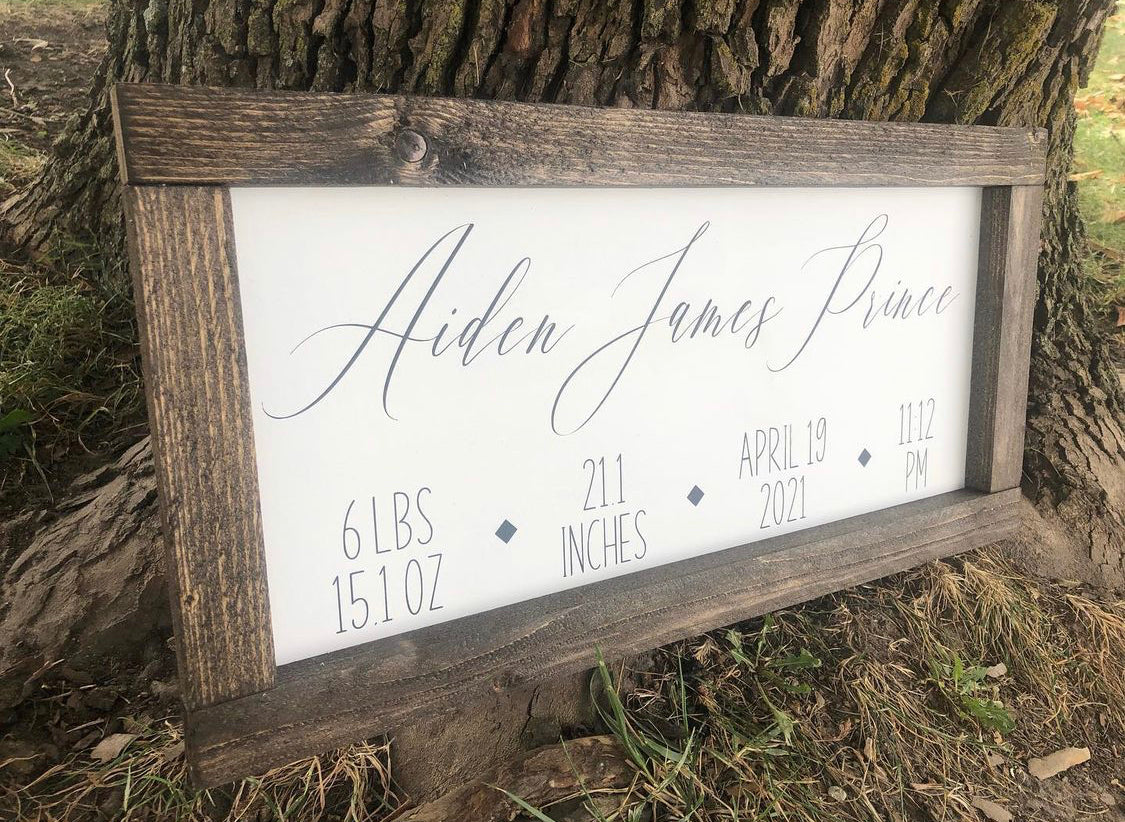 Aiden James Prince
6 LBS
15.1 OZ
21.1
INCHES
APRIL 19
2021
11:12
PM